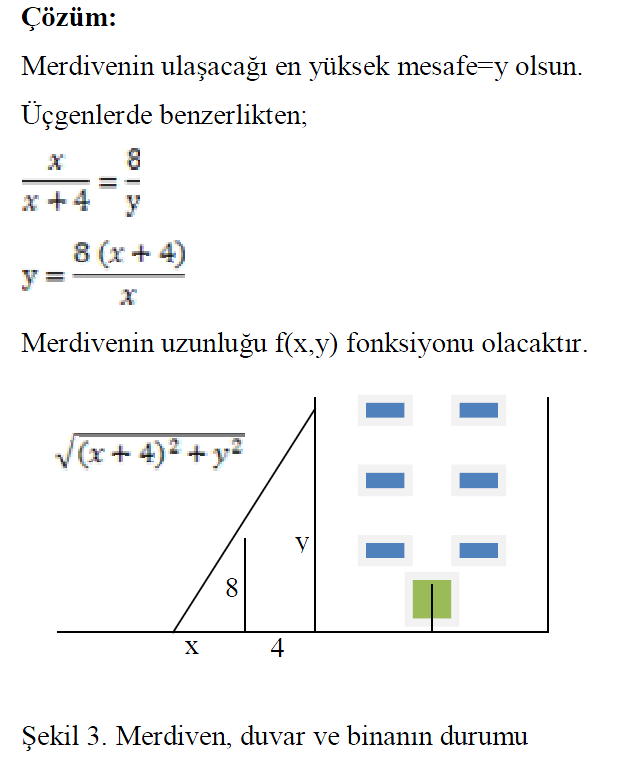 Çözüm:
Merdivenin ulaşacağı en yüksek mesafe=y olsun.
Üçgenlerde benzerlikten;
x/(x + 4) = 8/y
y = 8 (x + 4)/x
Merdivenin uzunluğu f(x,y) fonksiyonu olacaktır.
√((x + 4)² + y²)
y
8
x
4
Şekil 3. Merdiven, duvar ve binanın durumu